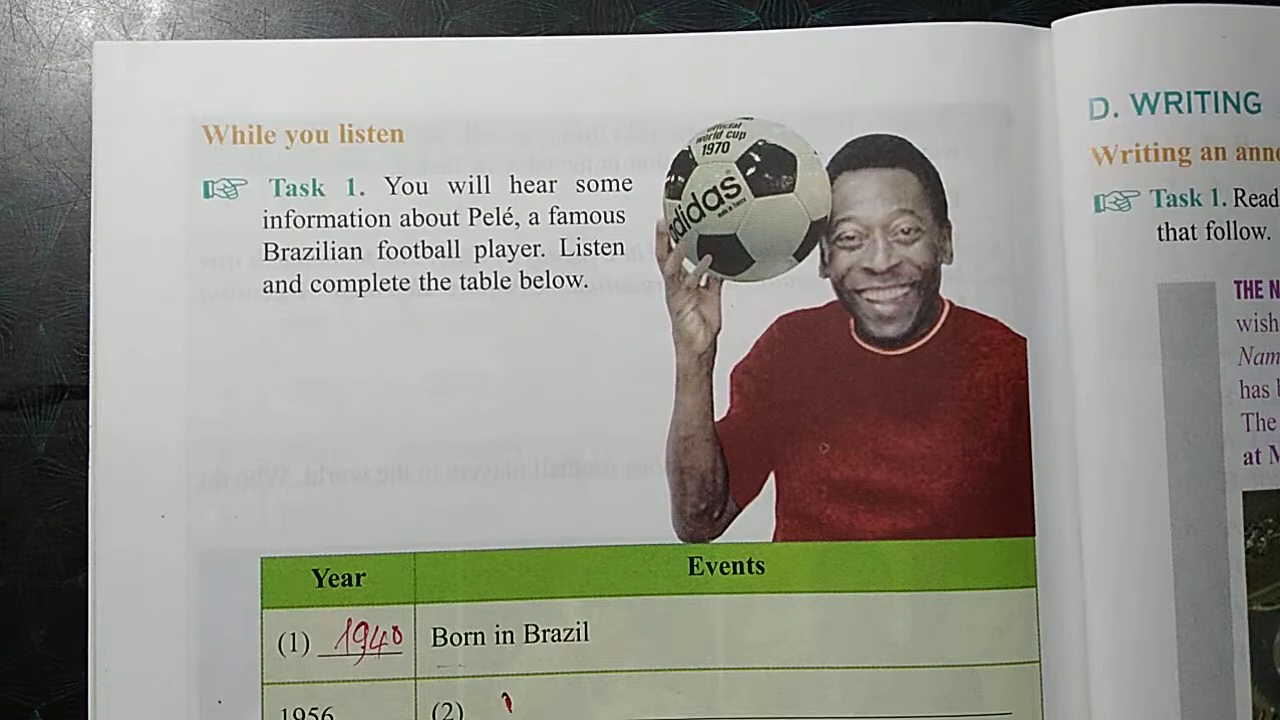 While you listen
Task 1. You will hear some
information about Pelé, a famous
Brazilian football player. Listen
and complete the table below.
official
world cup
1970
adidas
Year Events
(1) 1940 Born in Brazil
1956 (2)
D. WRITING
Writing an
Task 1. Read
that follow.
THE
wish
has
The
at